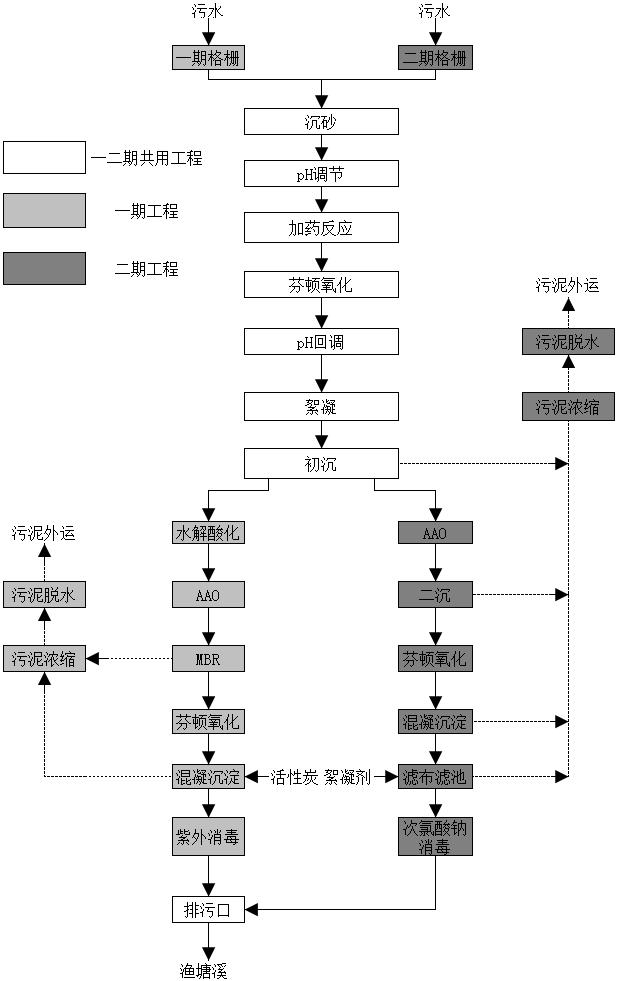 污水
污水
一期格栅
二期格栅
沉砂
一二期共用工程
pH调节
一期工程
加药反应
二期工程
芬顿氧化
污泥外运
pH回调
污泥脱水
絮凝
污泥浓缩
初沉
污泥外运
水解酸化
AAO
污泥脱水
AAO
二沉
污泥浓缩
MBR
芬顿氧化
芬顿氧化
混凝沉淀
混凝沉淀
活性炭 絮凝剂
滤布滤池
紫外消毒
次氯酸钠
消毒
排污口
渔塘溪